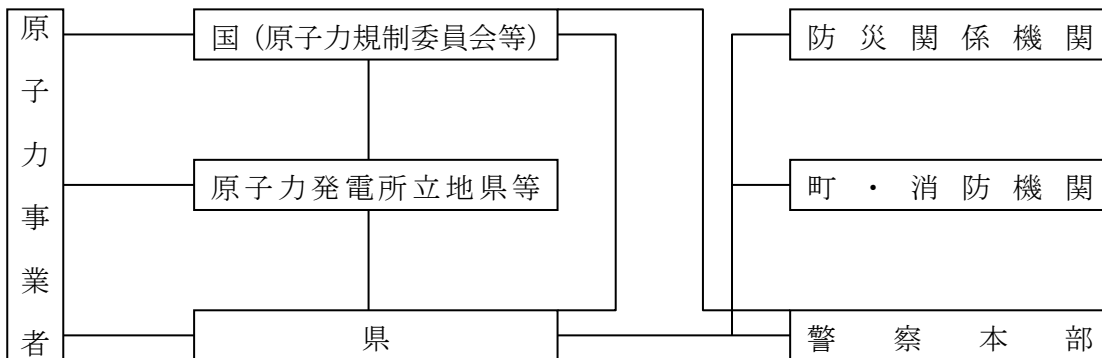 原子力事業者
国（原子力規制委員会等）
防災関係機関
原子力発電所立地県等
町・消防機関
県
警察本部